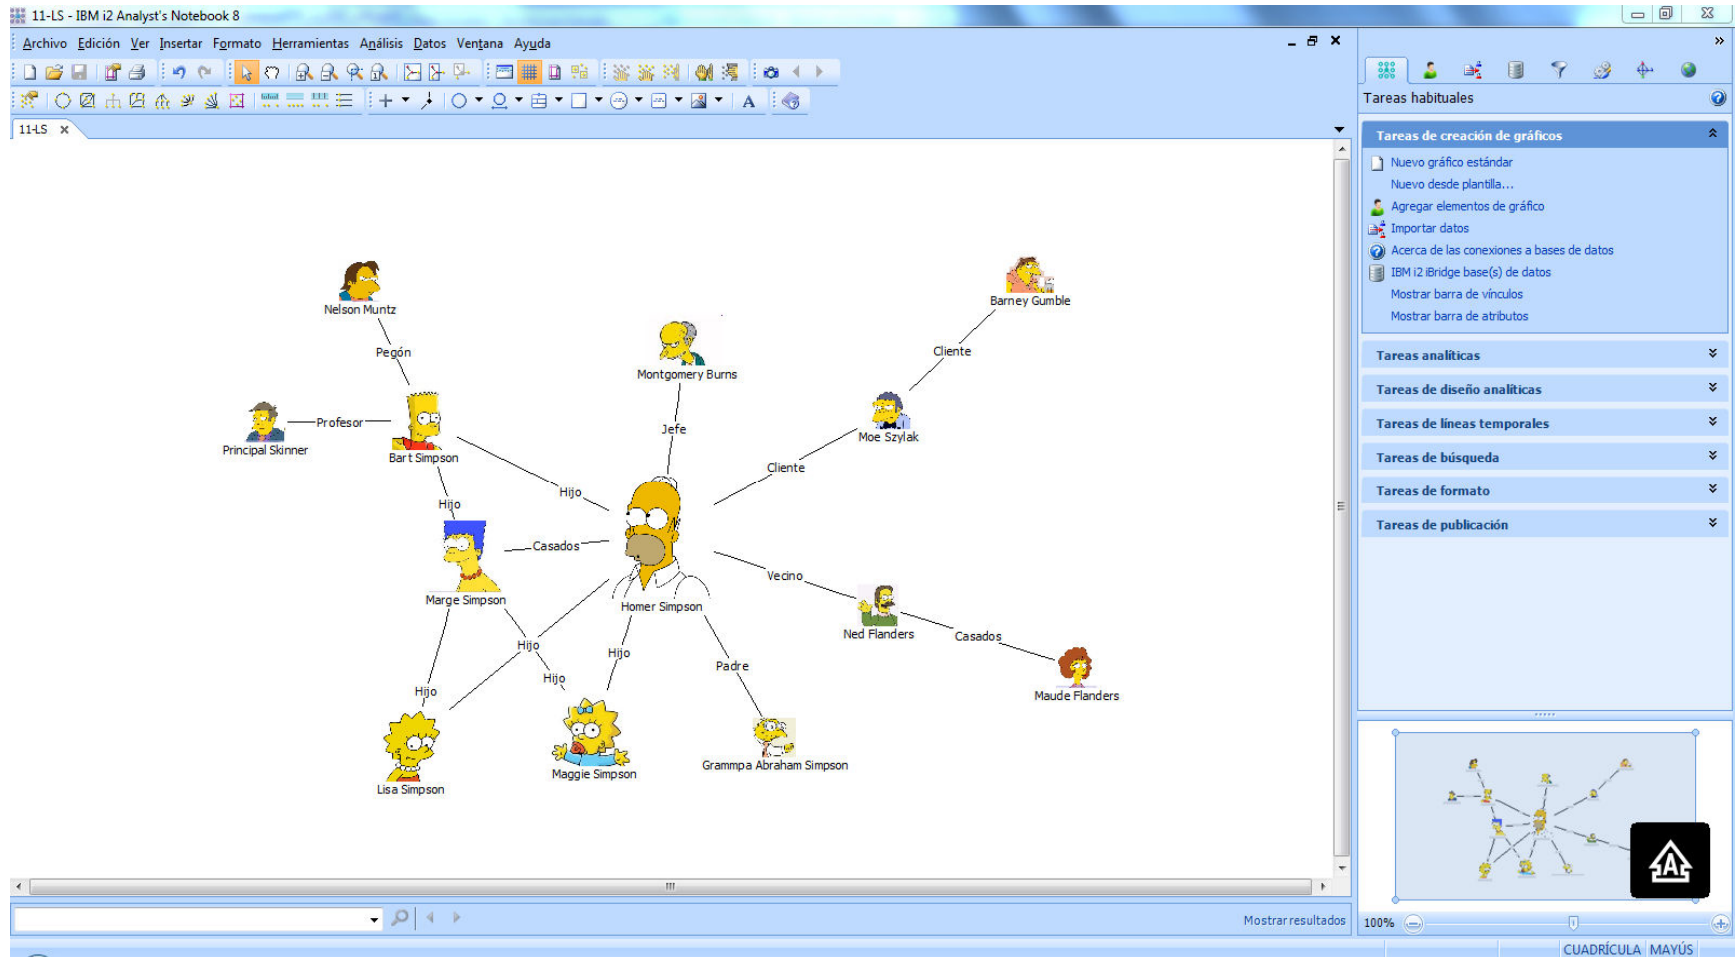 11-LS - IBM i2 Analyst's Notebook 8
Archivo Edición Ver Insertar Formato Herramientas Análisis Datos Ventana Ayuda
11-LS
Nelson Muntz
Barney Gumble
Pegón
Cliente
Montgomery Burns
Profesor
Jefe
Moe Szylak
Principal Skinner
Bart Simpson
Cliente
Hijo
Hijo
Casados
Vecino
Marge Simpson
Homer Simpson
Ned Flanders
Casados
Hijo
Hijo
Padre
Hijo
Hijo
Maude Flanders
Grammpa Abraham Simpson
Maggie Simpson
Lisa Simpson
Mostrar resultados
Tareas habituales
Tareas de creación de gráficos
Nuevo gráfico estándar
Nuevo desde plantilla...
Agregar elementos de gráfico
Importar datos
Acerca de las conexiones a bases de datos
IBM i2 iBridge base(s) de datos
Mostrar barra de vínculos
Mostrar barra de atributos
Tareas analíticas
Tareas de diseño analíticas
Tareas de líneas temporales
Tareas de búsqueda
Tareas de formato
Tareas de publicación
A
100%
CUADRÍCULA MAYÚS